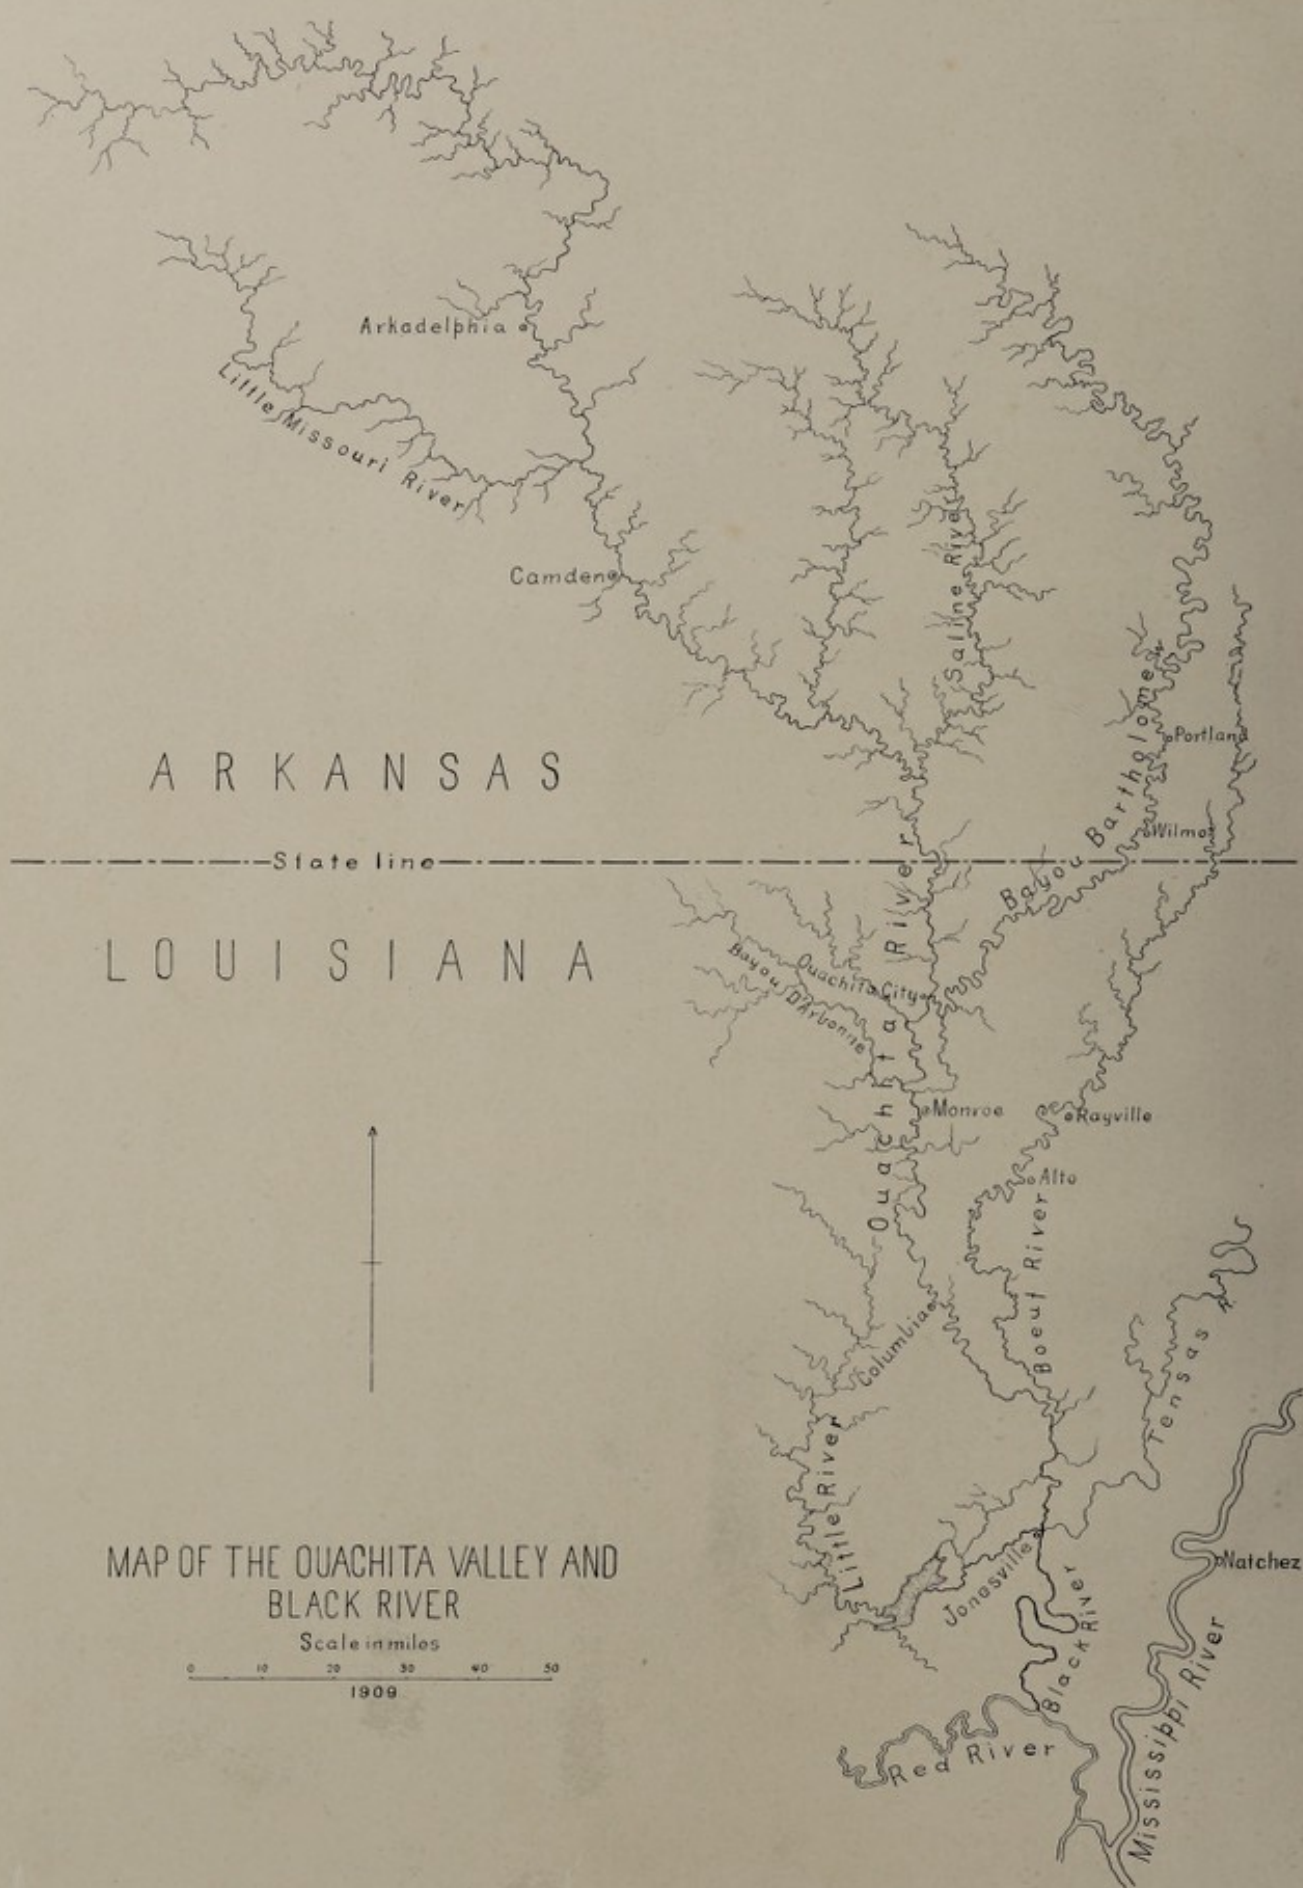 Arkadelphia
Little Missouri River
Camden
Saline River
Bayou Bartholomew
Portland
Wilmot
ARKANSAS
State line
LOUISIANA
Ouachita River
Ouachita City
Bayou D'Arbonne
Monroe
Rayville
Alto
Boeuf River
Columbia
Tensas
Little River
Jonasville
Black River
Natchez
Mississippi River
Red River
MAP OF THE OUACHITA VALLEY AND
BLACK RIVER
Scale in miles
0 10 20 30 40 50
1909